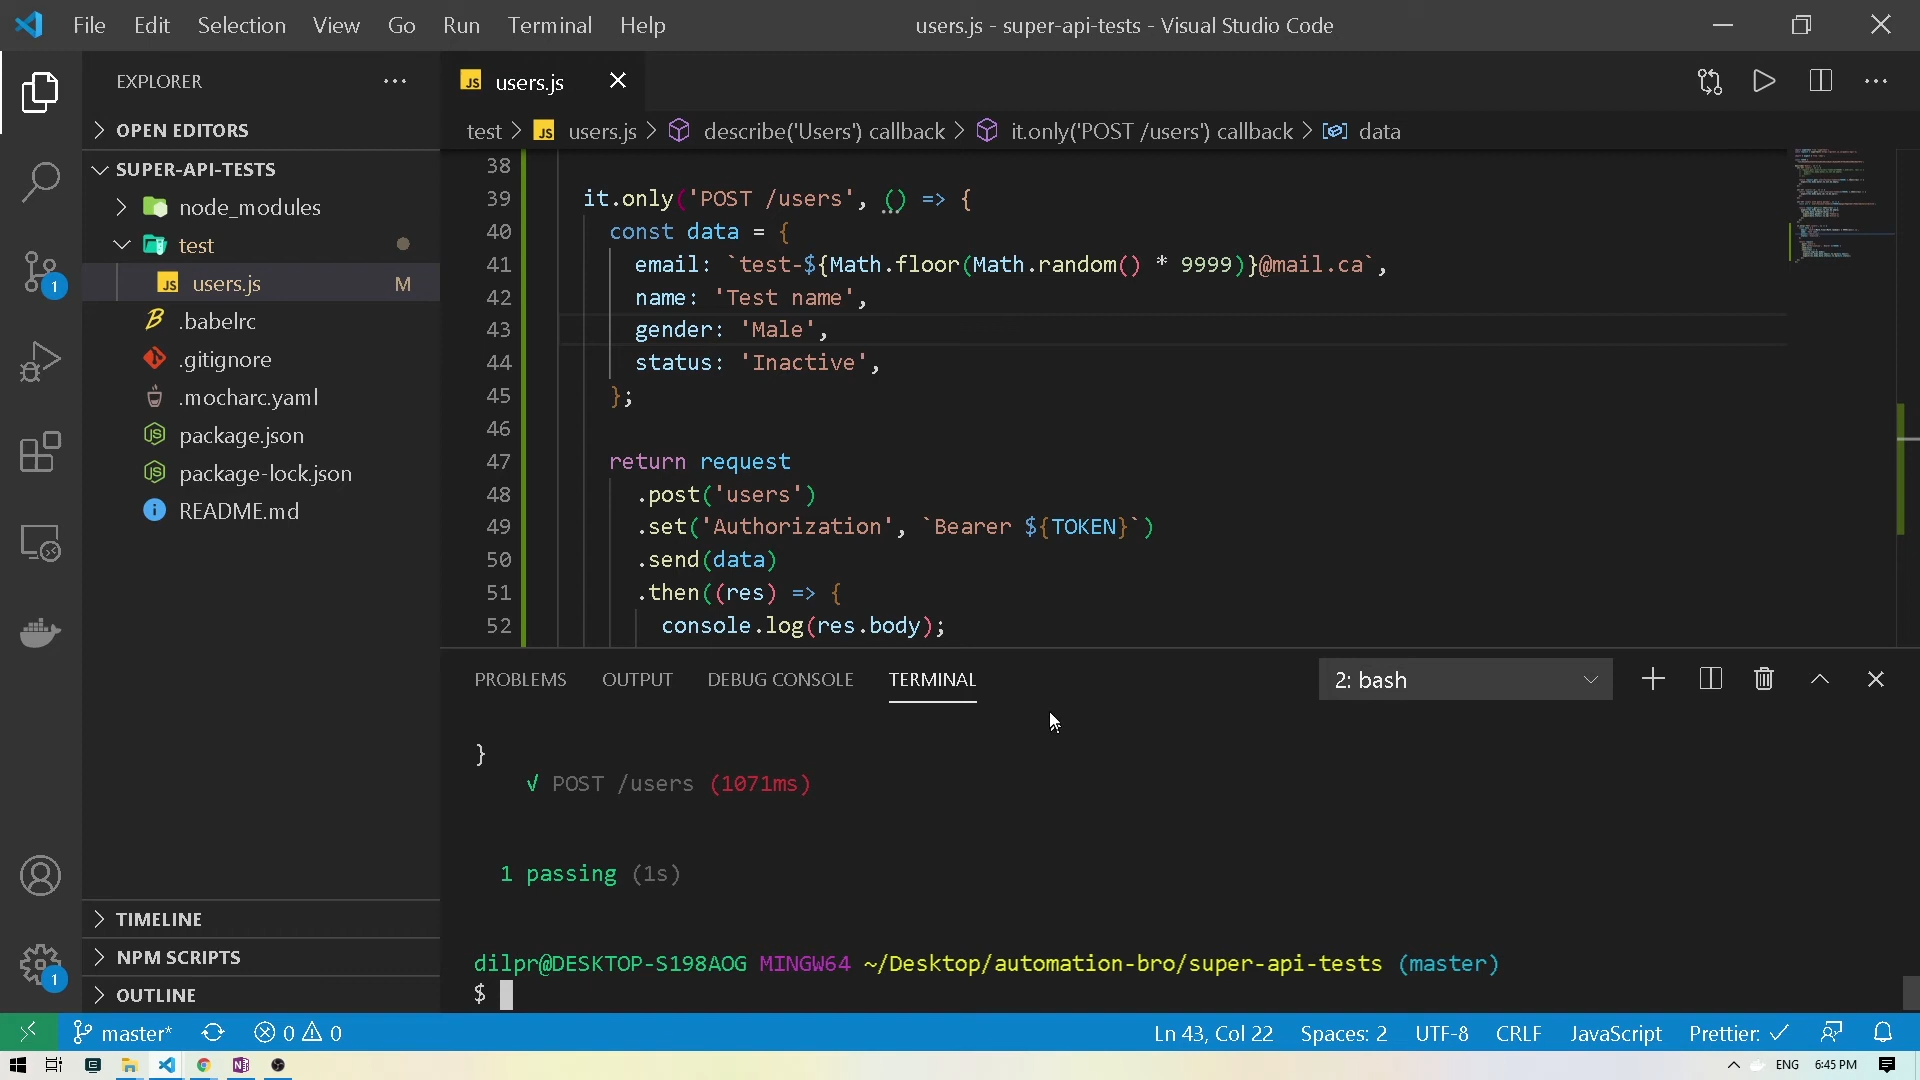 File Edit Selection View Go Run Terminal Help
users.js - super-api-tests - Visual Studio Code
EXPLORER
OPEN EDITORS
SUPER-API-TESTS
node_modules
test
JS users.js M
.babelrc
.gitignore
.mocharc.yaml
package.json
package-lock.json
README.md
TIMELINE
NPM SCRIPTS
OUTLINE
1
1
JS users.js
test > JS users.js > describe('Users') callback > it.only('POST /users') callback > data
38
39 it.only('POST /users', () => {
40 const data = {
41 email: `test-${Math.floor(Math.random() * 9999)}@mail.ca`,
42 name: 'Test name',
43 gender: 'Male',
44 status: 'Inactive',
45 };
46
47 return request
48 .post('users')
49 .set('Authorization', `Bearer ${TOKEN}`)
50 .send(data)
51 .then((res) => {
52 console.log(res.body);
PROBLEMS OUTPUT DEBUG CONSOLE TERMINAL
2: bash
}
√ POST /users (1071ms)
1 passing (1s)
dilpr@DESKTOP-S198AOG MINGW64 ~/Desktop/automation-bro/super-api-tests (master)
$
master* 0 0
Ln 43, Col 22 Spaces: 2 UTF-8 CRLF JavaScript Prettier: ✓
ENG 6:45 PM